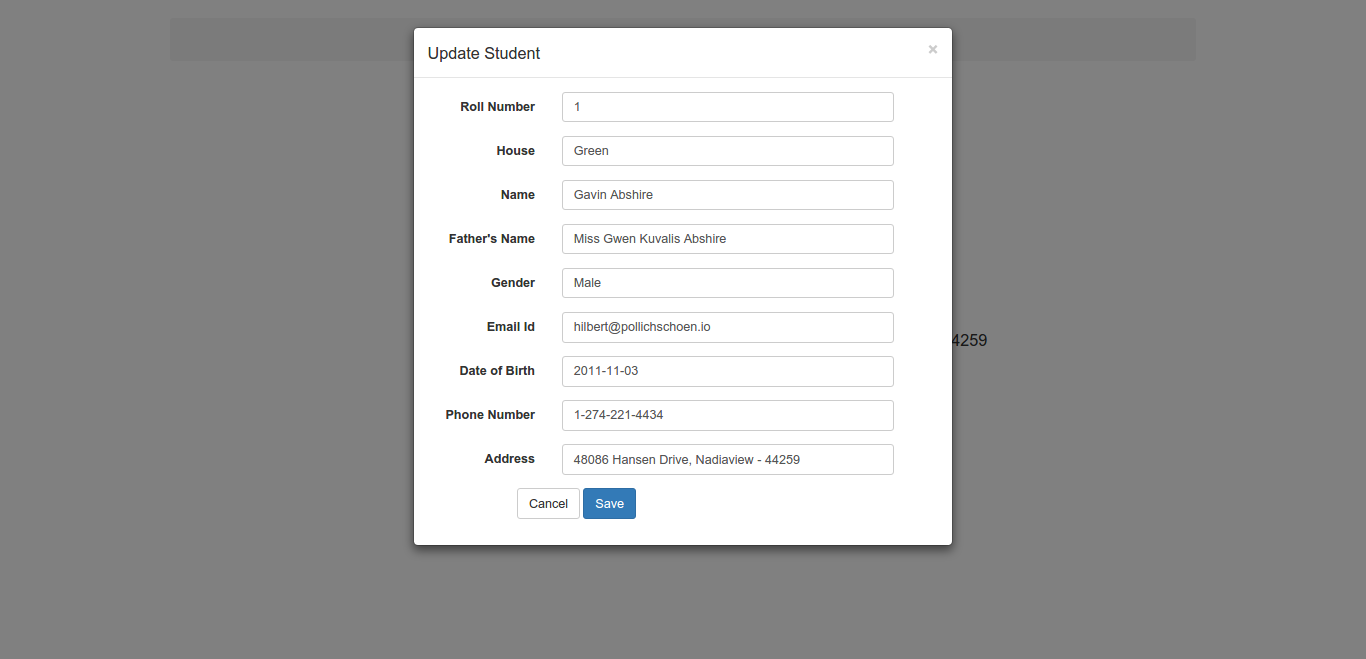 Update Student ×
Roll Number 1
House Green
Name Gavin Abshire
Father's Name Miss Gwen Kuvalis Abshire
Gender Male
Email Id hilbert@pollichschoen.io
4259
Date of Birth 2011-11-03
Phone Number 1-274-221-4434
Address 48086 Hansen Drive, Nadiaview - 44259
Cancel Save